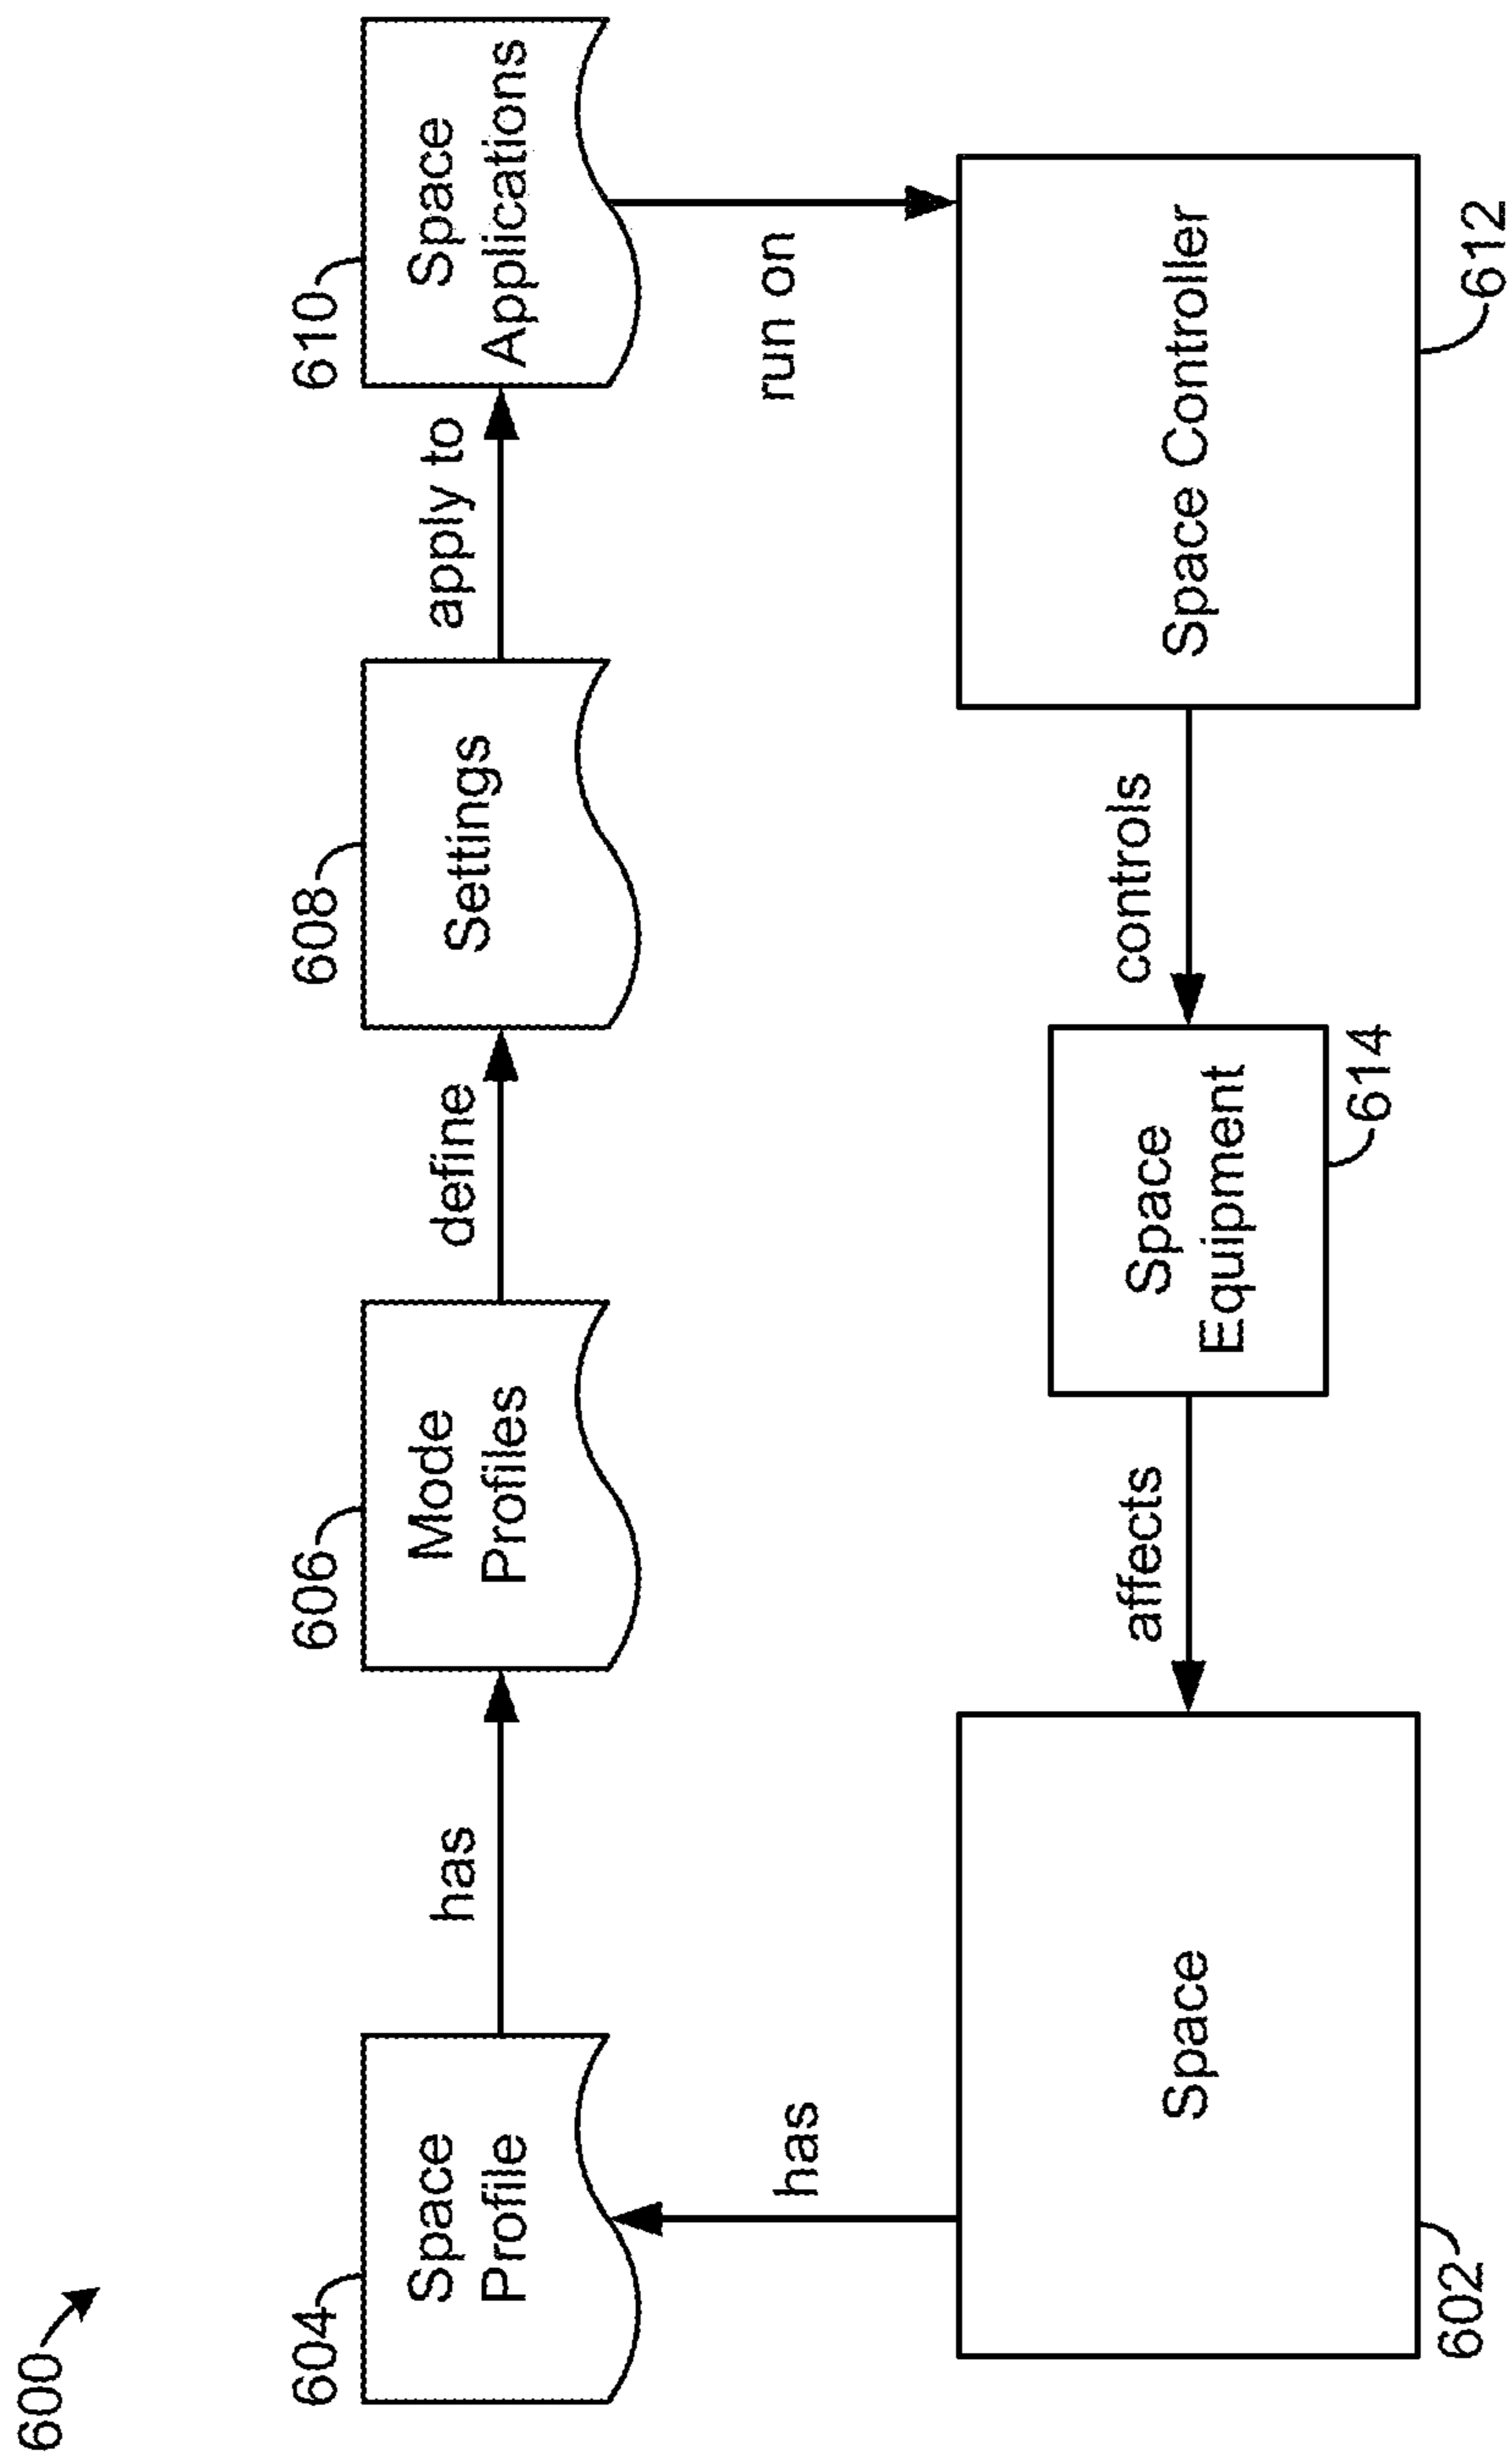 600
604
Space
Profile
has
606
Mode
Profiles
define
608
Settings
apply to
610
Space
Applications
has
run on
602
Space
affects
Space
Equipment
614
controls
Space Controller
612